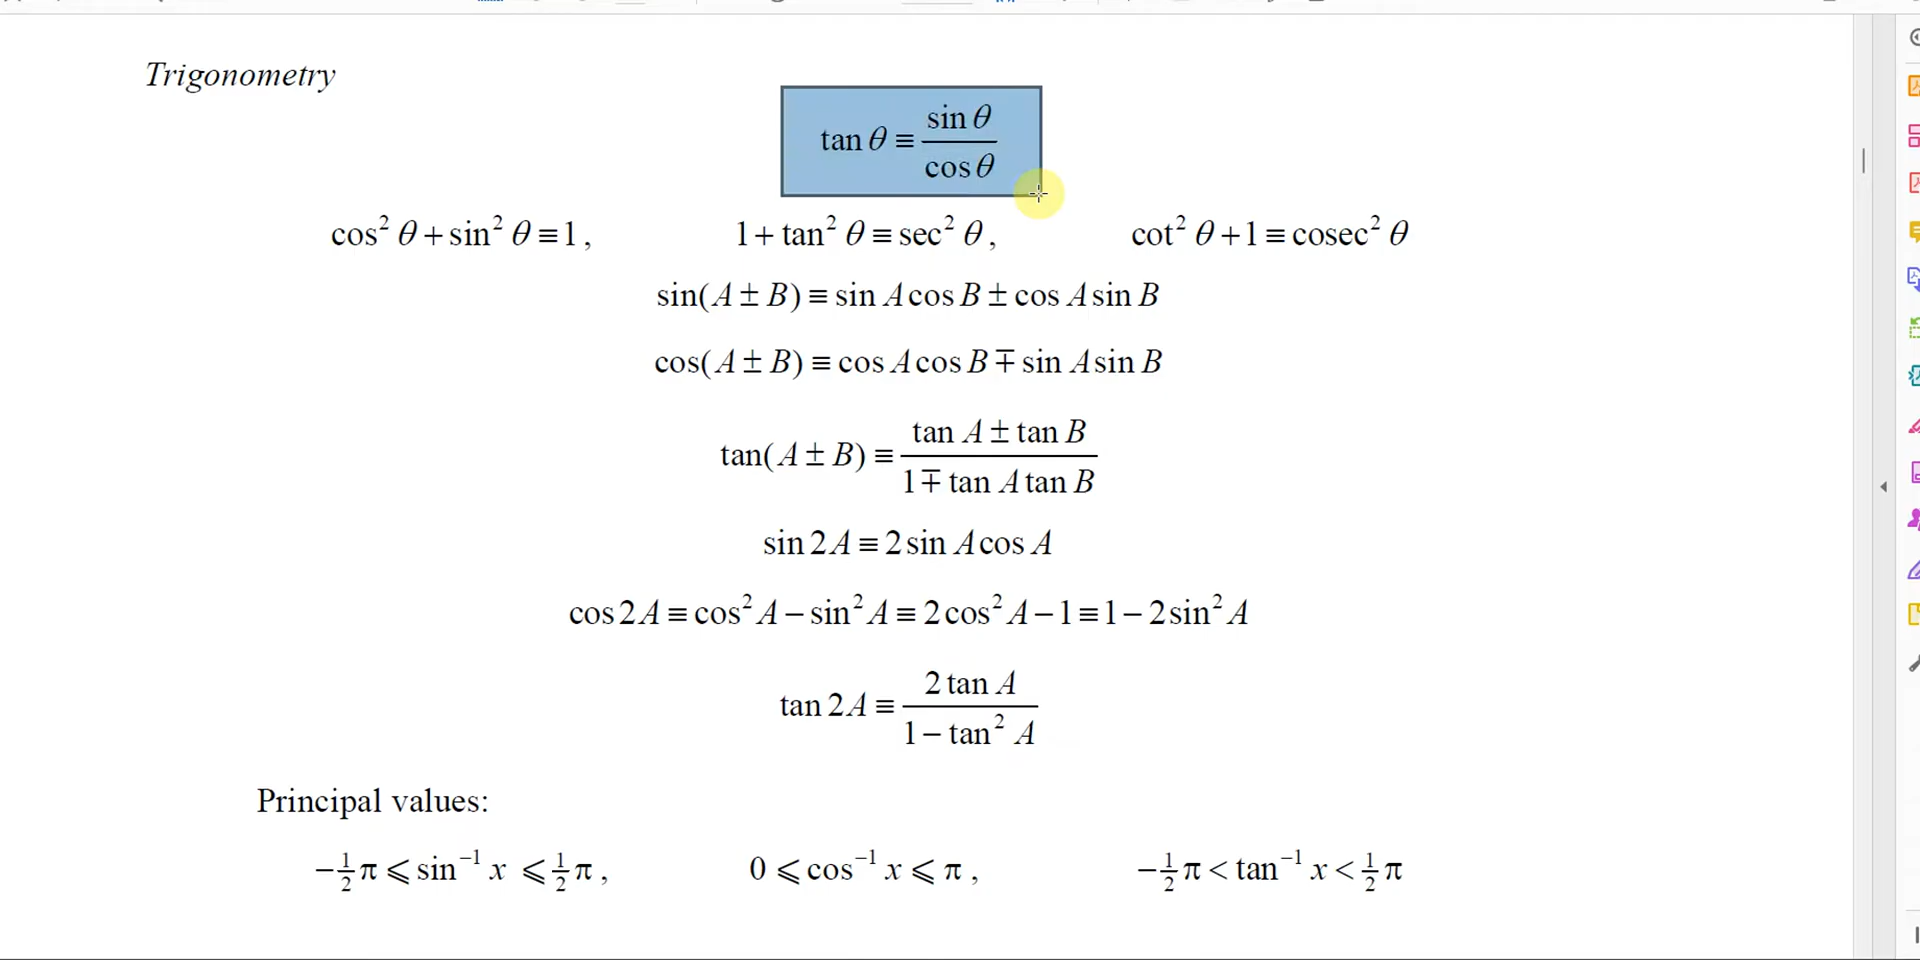 Trigonometry
tan θ ≡ sin θ / cos θ
cos² θ + sin² θ ≡ 1 ,  1 + tan² θ ≡ sec² θ ,  cot² θ + 1 ≡ cosec² θ
sin(A ± B) ≡ sin A cos B ± cos A sin B
cos(A ± B) ≡ cos A cos B ∓ sin A sin B
tan(A ± B) ≡ (tan A ± tan B) / (1 ∓ tan A tan B)
sin 2A ≡ 2 sin A cos A
cos 2A ≡ cos² A − sin² A ≡ 2 cos² A − 1 ≡ 1 − 2 sin² A
tan 2A ≡ 2 tan A / (1 − tan² A)
Principal values:
−½π ⩽ sin⁻¹ x ⩽ ½π ,  0 ⩽ cos⁻¹ x ⩽ π ,  −½π < tan⁻¹ x < ½π